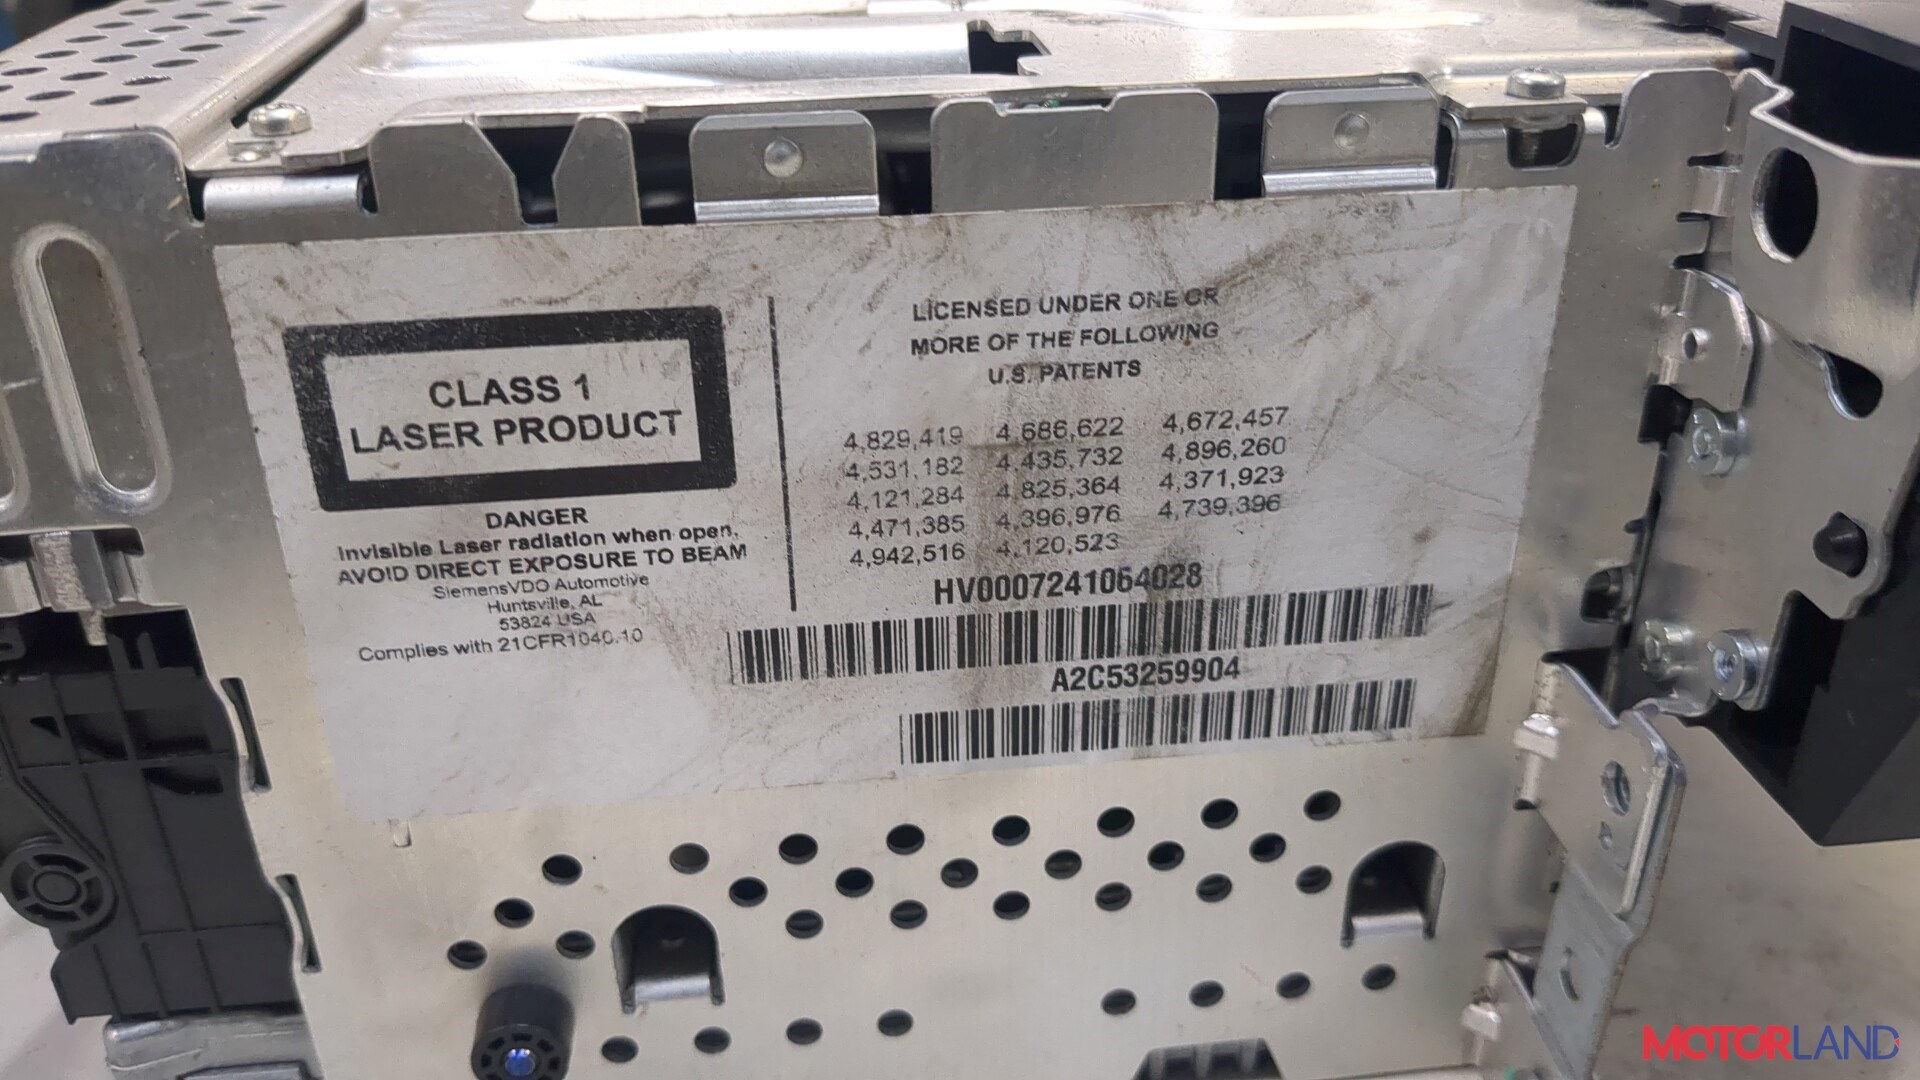 CLASS 1
LASER PRODUCT
DANGER
Invisible Laser radiation when open,
AVOID DIRECT EXPOSURE TO BEAM
SiemensVDO Automotive
Huntsville, AL
53824 USA
Complies with 21CFR1040.10
LICENSED UNDER ONE OR
MORE OF THE FOLLOWING
U.S. PATENTS
4,829,419 4,686,622 4,672,457
4,531,182 4,435,732 4,896,260
4,121,284 4,825,364 4,371,923
4,471,385 4,396,976 4,739,396
4,942,516 4,120,523
HV0007241064028
A2C53259904
MOTORLAND